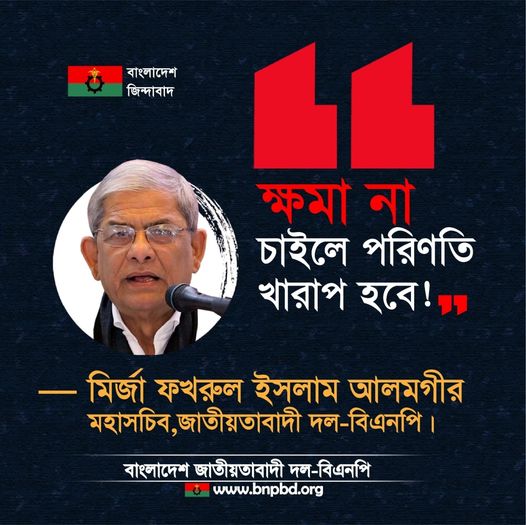 বাংলাদেশ
জিন্দাবাদ
ক্ষমা না
চাইলে পরিণতি
খারাপ হবে!
— মির্জা ফখরুল ইসলাম আলমগীর
মহাসচিব,জাতীয়তাবাদী দল-বিএনপি।
বাংলাদেশ জাতীয়তাবাদী দল-বিএনপি
www.bnpbd.org